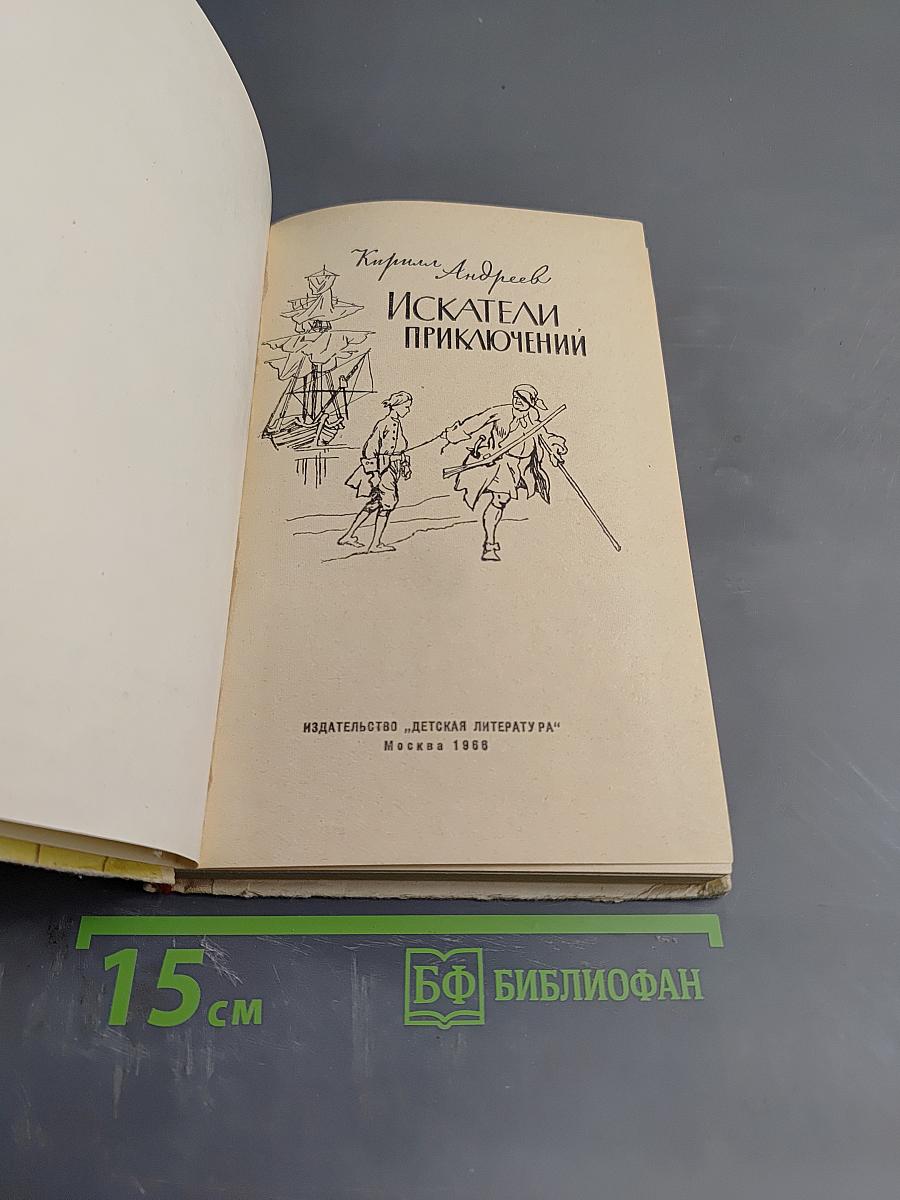 Кирилл Андреев
ИСКАТЕЛИ
ПРИКЛЮЧЕНИЙ
ИЗДАТЕЛЬСТВО „ДЕТСКАЯ ЛИТЕРАТУРА“
Москва 1966
15 см
БФ БИБЛИОФАН